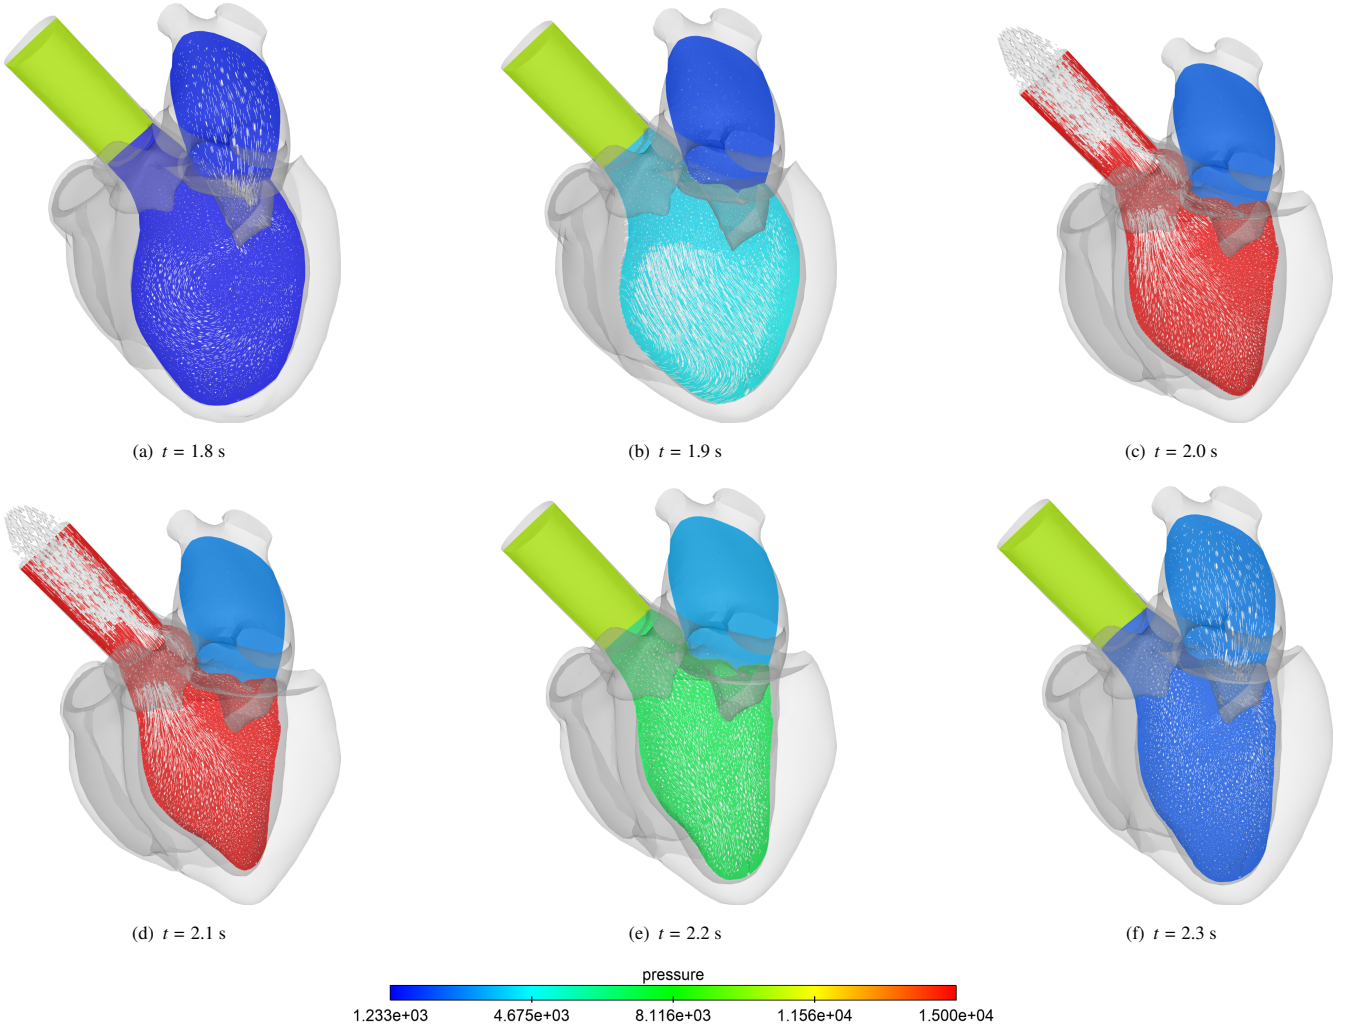 (a) t = 1.8 s
(b) t = 1.9 s
(c) t = 2.0 s
(d) t = 2.1 s
(e) t = 2.2 s
(f) t = 2.3 s
pressure
1.233e+03 4.675e+03 8.116e+03 1.156e+04 1.500e+04